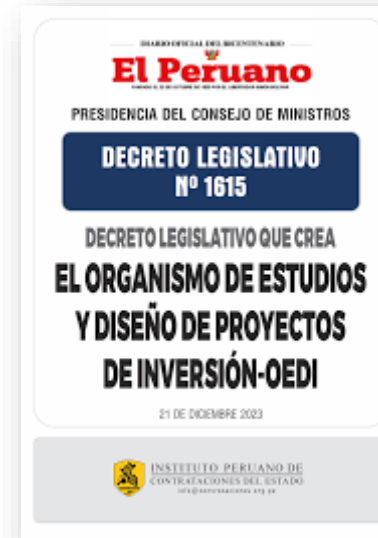 DIARIO OFICIAL DEL BICENTENARIO
El Peruano
PRESIDENCIA DEL CONSEJO DE MINISTROS
DECRETO LEGISLATIVO
Nº 1615
DECRETO LEGISLATIVO QUE CREA
EL ORGANISMO DE ESTUDIOS
Y DISEÑO DE PROYECTOS
DE INVERSIÓN-OEDI
21 DE DICIEMBRE 2023
INSTITUTO PERUANO DE
CONTRATACIONES DEL ESTADO